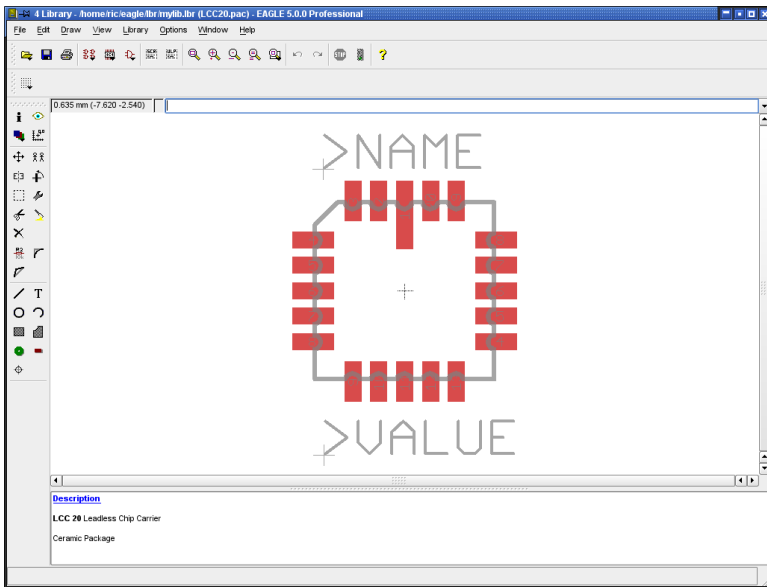 4 Library - /home/ric/eagle/lbr/mylib.lbr (LCC20.pac) - EAGLE 5.0.0 Professional
File Edit Draw View Library Options Window Help
0.635 mm (-7.620 -2.540)
>NAME
>VALUE
Description
LCC 20 Leadless Chip Carrier
Ceramic Package